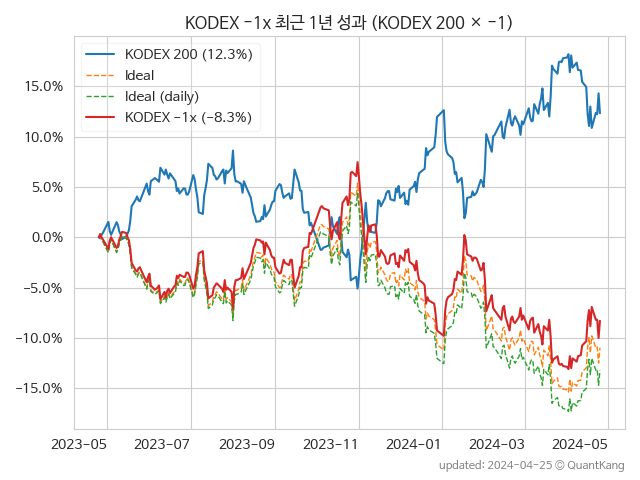 KODEX -1x 최근 1년 성과 (KODEX 200 × -1)
KODEX 200 (12.3%)
Ideal
Ideal (daily)
KODEX -1x (-8.3%)
15.0%
10.0%
5.0%
0.0%
-5.0%
-10.0%
-15.0%
2023-05 2023-07 2023-09 2023-11 2024-01 2024-03 2024-05
updated: 2024-04-25 © QuantKang